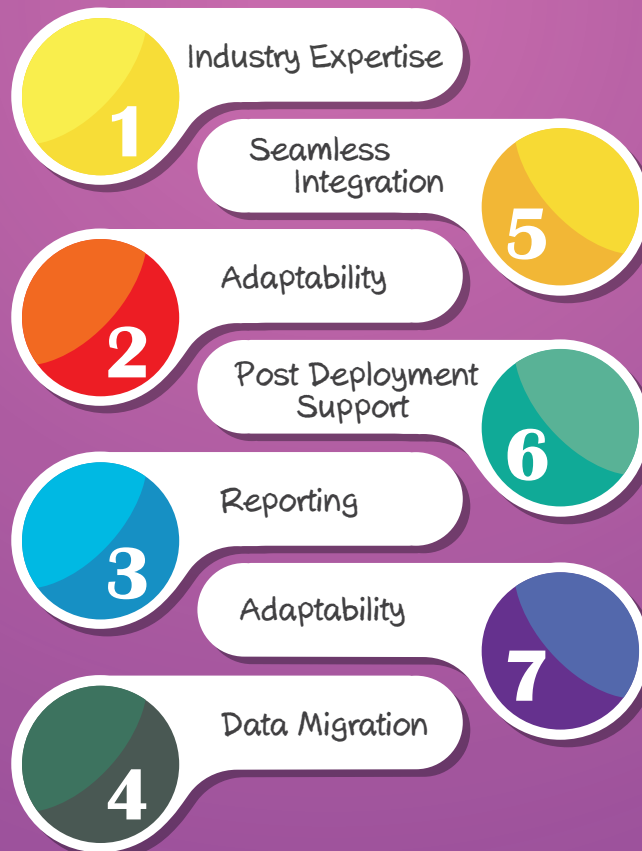 1
Industry Expertise
Seamless
Integration
5
2
Adaptability
Post Deployment
Support
6
3
Reporting
Adaptability
7
4
Data Migration